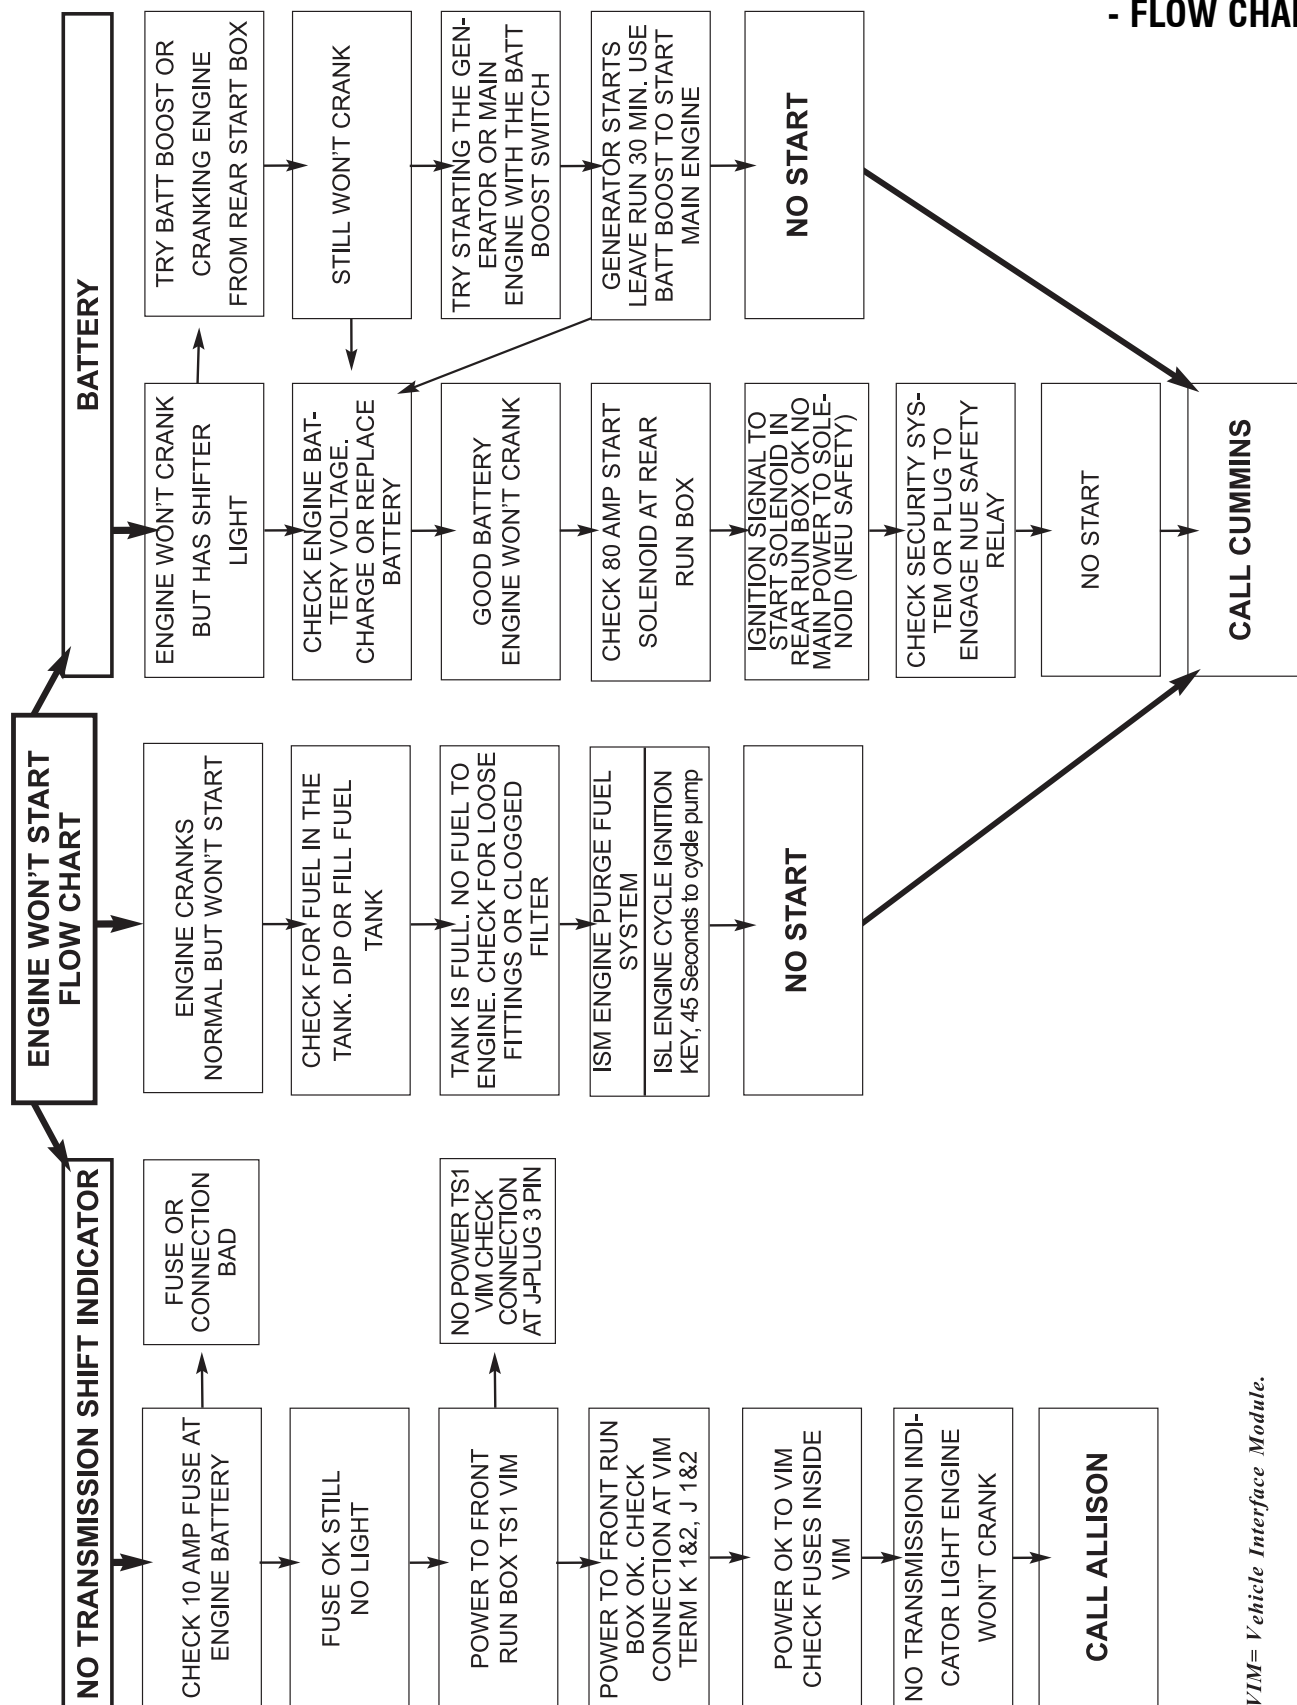 - FLOW CHAR
ENGINE WON'T START
FLOW CHART
NO TRANSMISSION SHIFT INDICATOR
CHECK 10 AMP FUSE AT
ENGINE BATTERY
FUSE OR
CONNECTION
BAD
FUSE OK STILL
NO LIGHT
POWER TO FRONT
RUN BOX TS1 VIM
NO POWER TS1
VIM CHECK
CONNECTION
AT J-PLUG 3 PIN
POWER TO FRONT RUN
BOX OK. CHECK
CONNECTION AT VIM
TERM K 1&2, J 1&2
POWER OK TO VIM
CHECK FUSES INSIDE
VIM
NO TRANSMISSION INDI-
CATOR LIGHT ENGINE
WON'T CRANK
CALL ALLISON
ENGINE CRANKS
NORMAL BUT WON'T START
CHECK FOR FUEL IN THE
TANK. DIP OR FILL FUEL
TANK
TANK IS FULL. NO FUEL TO
ENGINE. CHECK FOR LOOSE
FITTINGS OR CLOGGED
FILTER
ISM ENGINE PURGE FUEL
SYSTEM
ISL ENGINE CYCLE IGNITION
KEY, 45 Seconds to cycle pump
NO START
BATTERY
ENGINE WON'T CRANK
BUT HAS SHIFTER
LIGHT
TRY BATT BOOST OR
CRANKING ENGINE
FROM REAR START BOX
CHECK ENGINE BAT-
TERY VOLTAGE.
CHARGE OR REPLACE
BATTERY
STILL WON'T CRANK
GOOD BATTERY
ENGINE WON'T CRANK
TRY STARTING THE GEN-
ERATOR OR MAIN
ENGINE WITH THE BATT
BOOST SWITCH
CHECK 80 AMP START
SOLENOID AT REAR
RUN BOX
GENERATOR STARTS
LEAVE RUN 30 MIN. USE
BATT BOOST TO START
MAIN ENGINE
IGNITION SIGNAL TO
START SOLENOID IN
REAR RUN BOX OK NO
MAIN POWER TO SOLE-
NOID (NEU SAFETY)
NO START
CHECK SECURITY SYS-
TEM OR PLUG TO
ENGAGE NUE SAFETY
RELAY
NO START
CALL CUMMINS
VIM= Vehicle Interface Module.